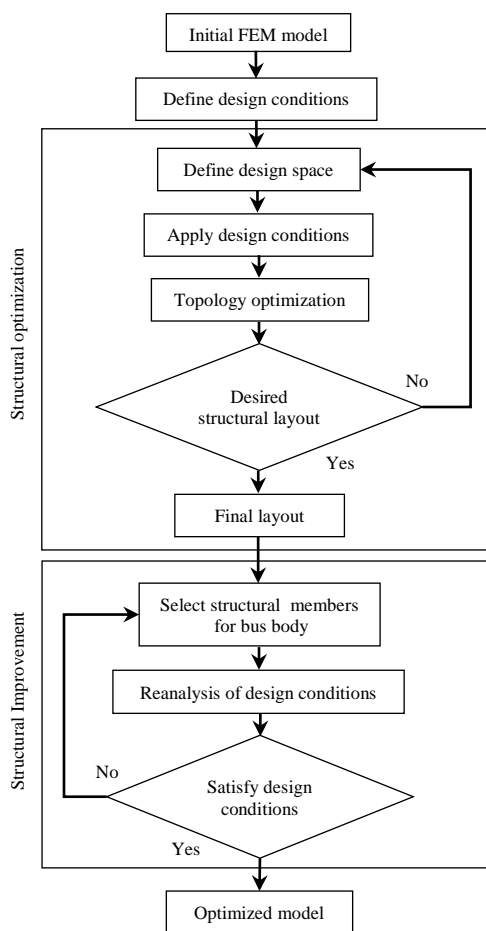 Initial FEM model
Define design conditions
Structural optimization
Define design space
Apply design conditions
Topology optimization
Desired
structural layout
No
Yes
Final layout
Structural Improvement
Select structural members
for bus body
Reanalysis of design conditions
No
Satisfy design
conditions
Yes
Optimized model